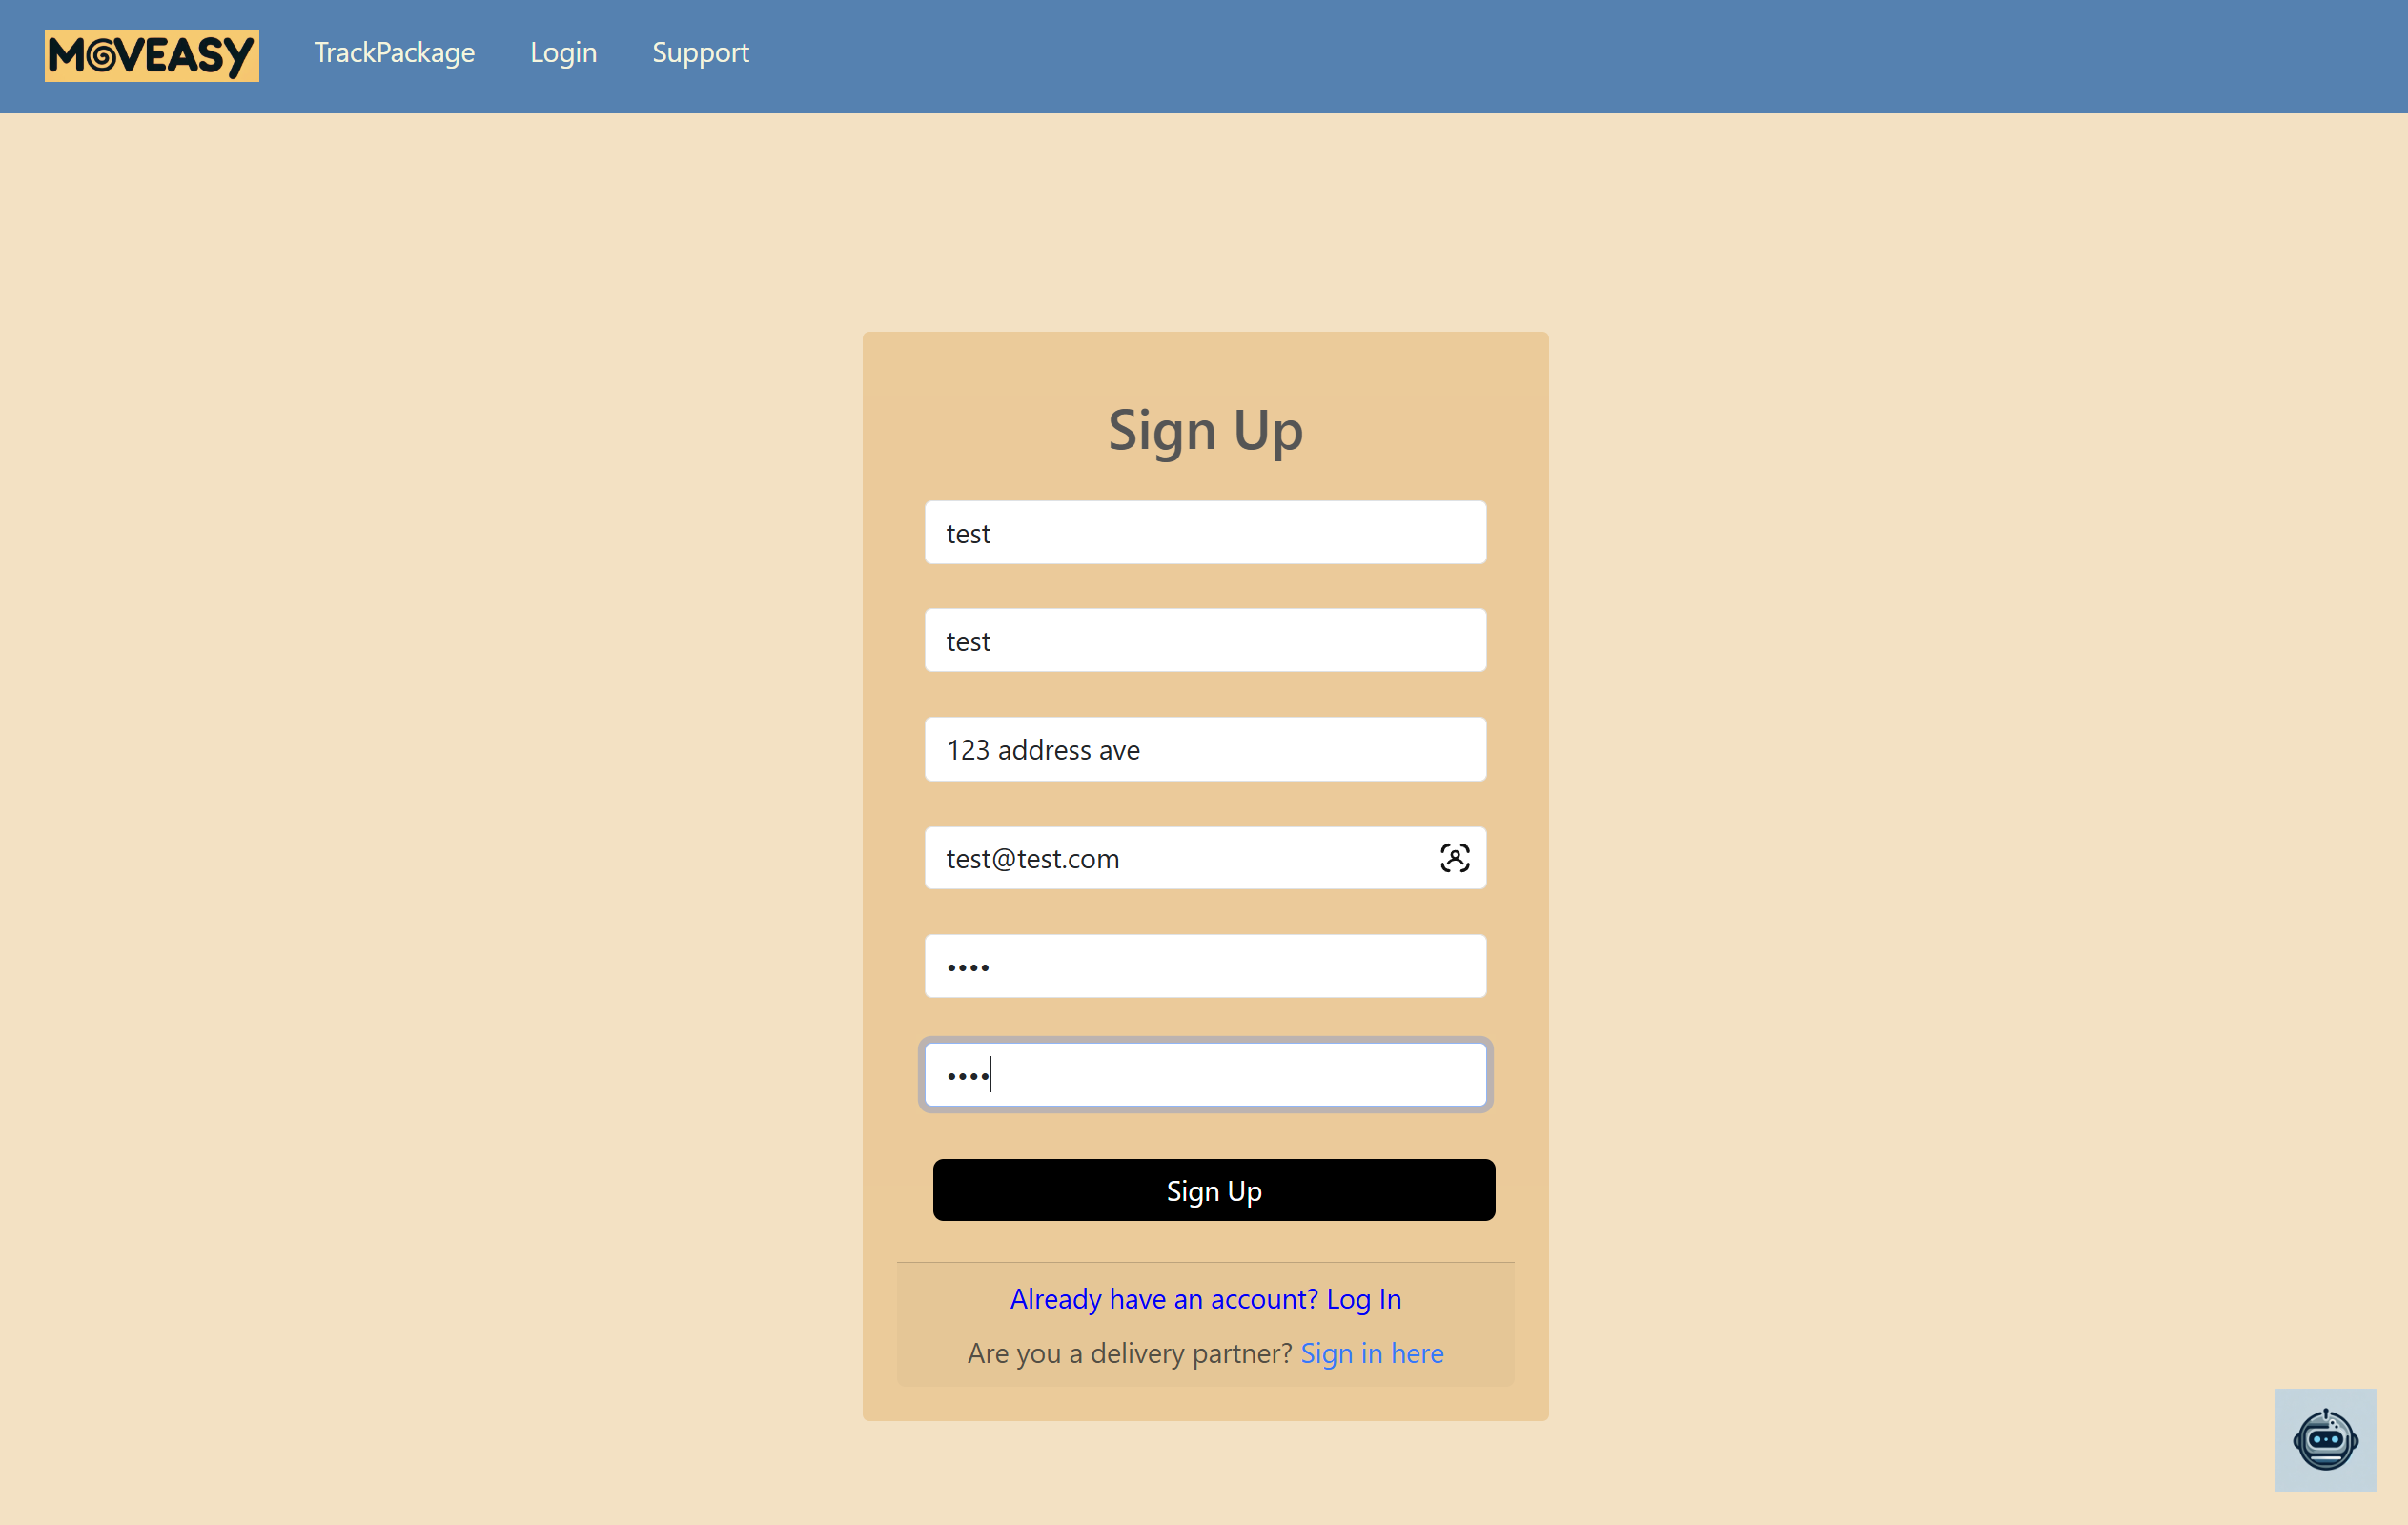 MOVEASY TrackPackage Login Support
Sign Up
test
test
123 address ave
test@test.com
••••
••••
Sign Up
Already have an account? Log In
Are you a delivery partner? Sign in here